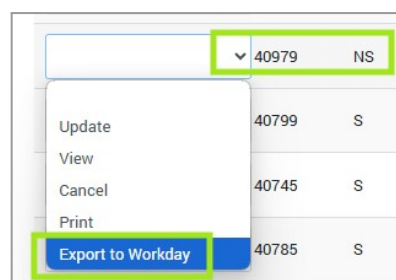 40979 NS
Update
40799 S
View
Cancel
40745 S
Print
Export to Workday
40785 S